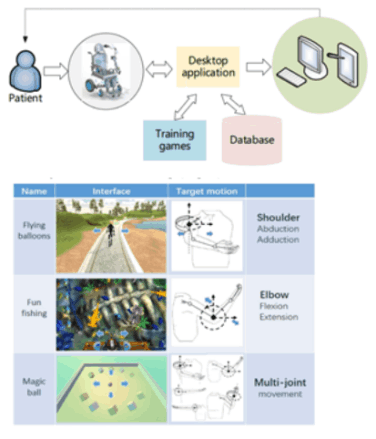 Patient
Desktop
application
Training
games
Database
Name Interface Target motion
Flying
balloons
Shoulder
Abduction
Adduction
Fun
fishing
Elbow
Flexion
Extension
Magic
ball
Multi-joint
movement